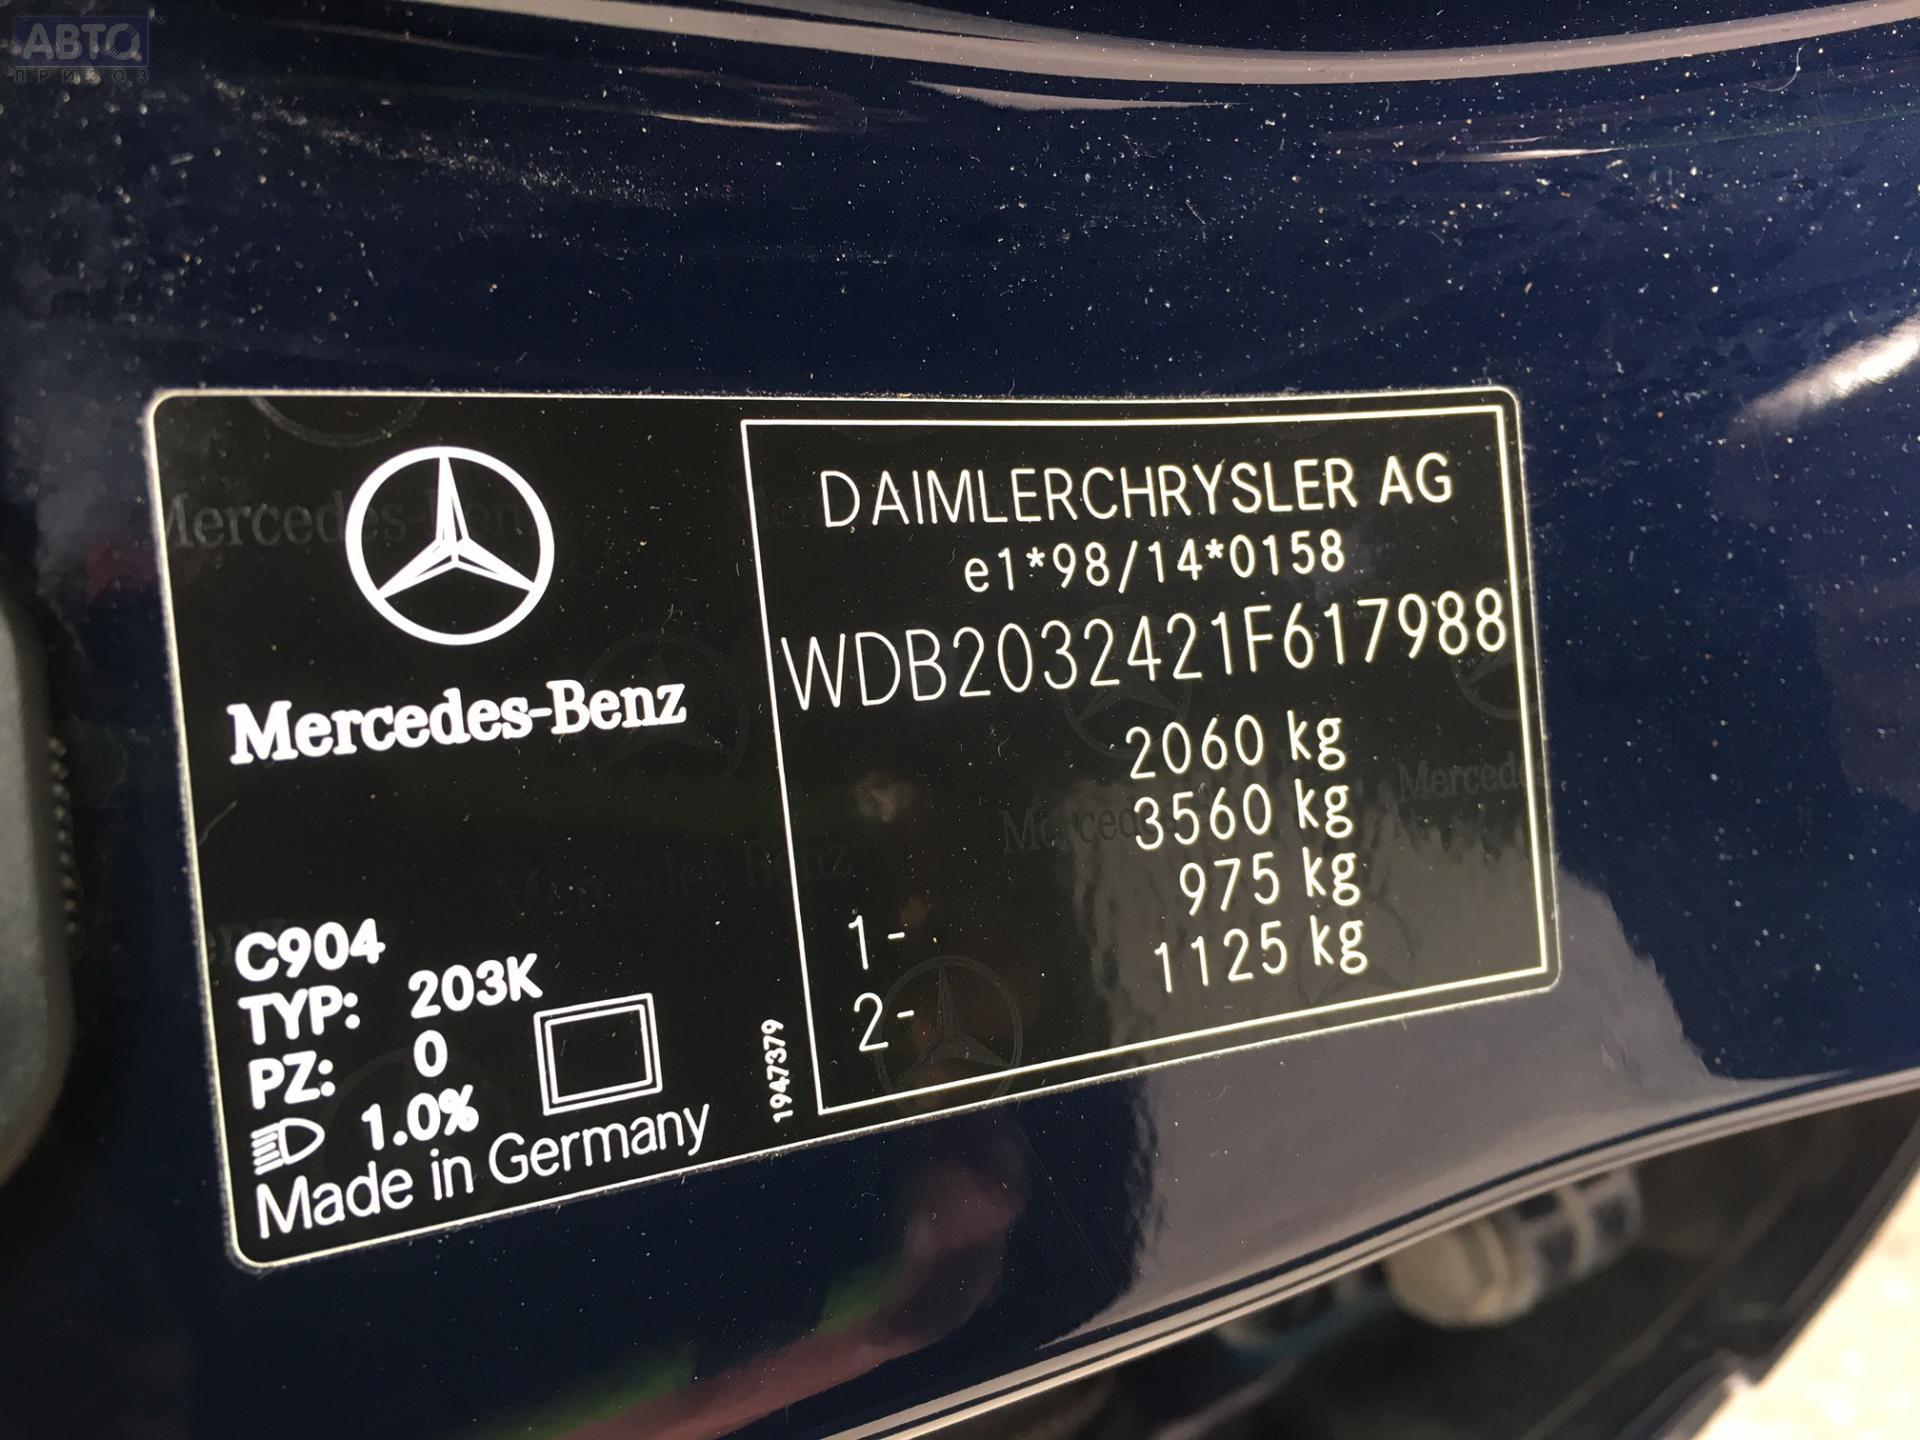 АВТО
ПРИВОЗ
Mercedes-Benz
C904
TYP: 203K
PZ: 0
1.0%
Made in Germany
1947379
DAIMLERCHRYSLER AG
e1*98/14*0158
WDB2032421F617988
2060 kg
3560 kg
1- 975 kg
2- 1125 kg